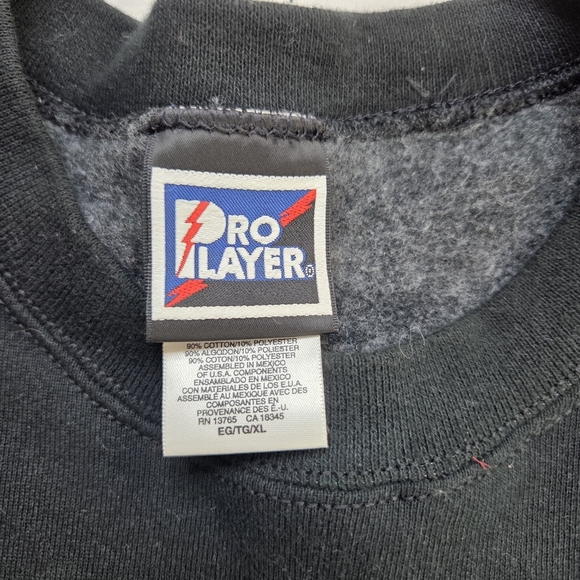 PRO
PLAYER®
90% COTTON/10% POLYESTER
90% ALGODON/10% POLIESTER
90% COTON/10% POLYESTER
ASSEMBLED IN MEXICO
OF U.S.A. COMPONENTS
ENSAMBLADO EN MEXICO
CON MATERIALES DE LOS E.U.A.
ASSEMBLÉ AU MEXIQUE AVEC DES
COMPOSANTES EN
PROVENANCE DES É.-U.
RN 13765 CA 18345
EG/TG/XL